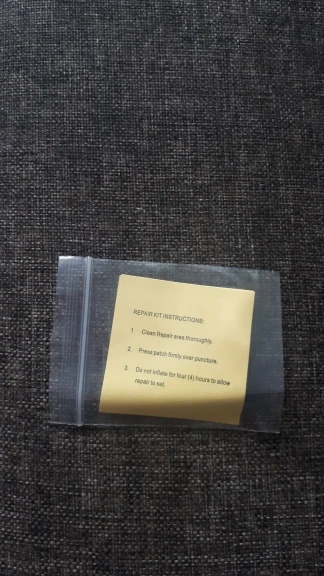 REPAIR KIT INSTRUCTIONS:
1 Clean Repair area thoroughly.
2. Press patch firmly over puncture.
3. Do not inflate for four (4) hours to allow
repair to set.